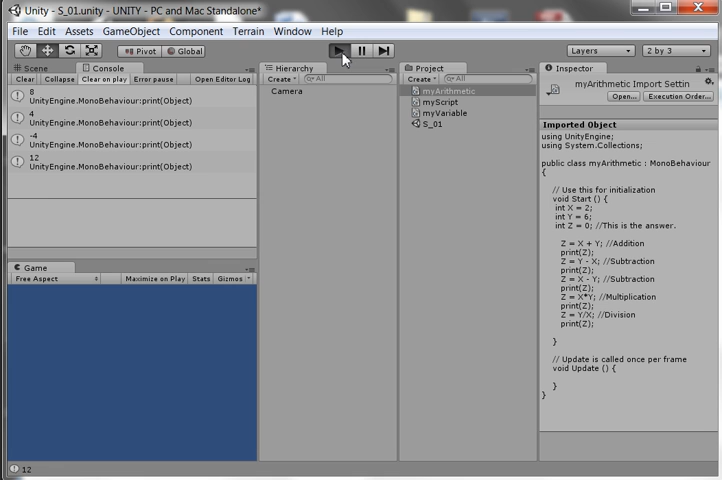 Unity - S_01.unity - UNITY - PC and Mac Standalone*
File Edit Assets GameObject Component Terrain Window Help
Pivot Global Layers 2 by 3
Scene Console
Clear Collapse Clear on play Error pause Open Editor Log
8
UnityEngine.MonoBehaviour:print(Object)
4
UnityEngine.MonoBehaviour:print(Object)
-4
UnityEngine.MonoBehaviour:print(Object)
12
UnityEngine.MonoBehaviour:print(Object)
Game
Free Aspect Maximize on Play Stats Gizmos
12
Hierarchy
Create All
Camera
Project
Create All
myArithmetic
myScript
myVariable
S_01
Inspector
myArithmetic Import Settin
Open... Execution Order...
Imported Object
using UnityEngine;
using System.Collections;
public class myArithmetic : MonoBehaviour
{
// Use this for initialization
void Start () {
int X = 2;
int Y = 6;
int Z = 0; //This is the answer.
Z = X + Y; //Addition
print(Z);
Z = Y - X; //Subtraction
print(Z);
Z = X - Y; //Subtraction
print(Z);
Z = X*Y; //Multiplication
print(Z);
Z = Y/X; //Division
print(Z);
}
// Update is called once per frame
void Update () {
}
}